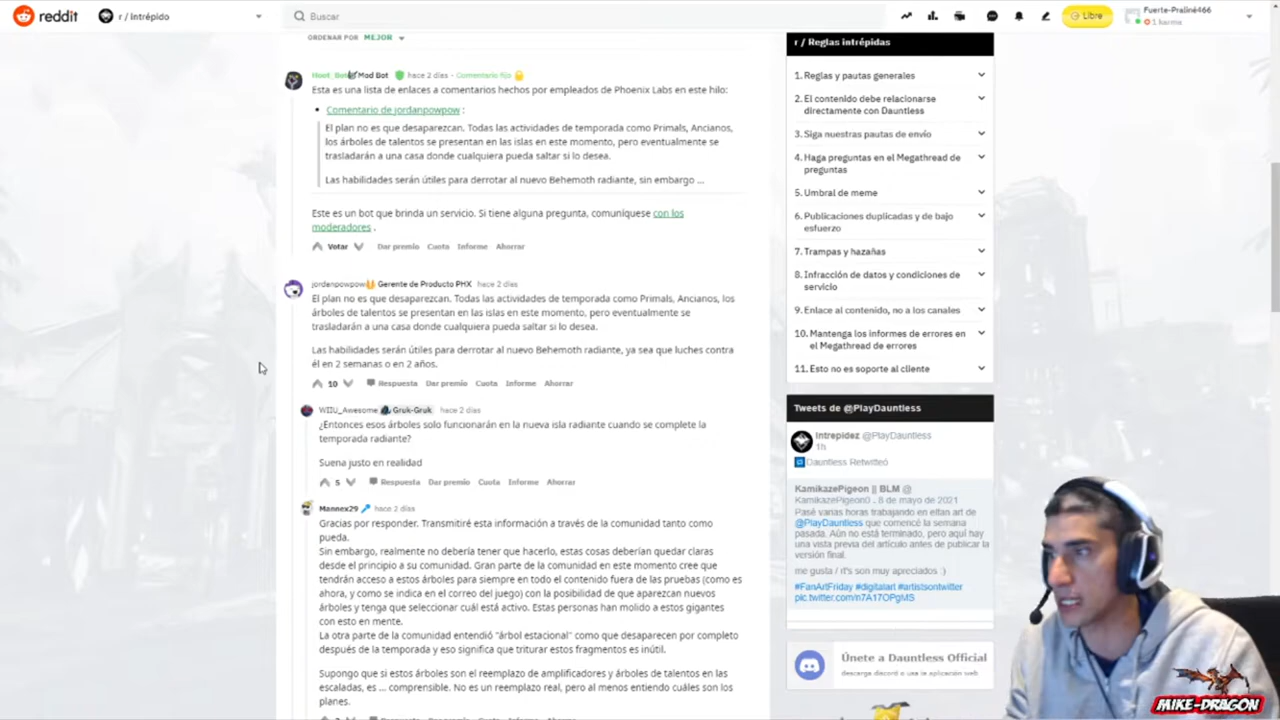 reddit
r / Intrépido
Buscar
Libre
Fuerte-Praliné466
1 karma
ORDENAR POR MEJOR
Mod Bot hace 2 días - Comentario fijo
Esta es una lista de enlaces a comentarios hechos por empleados de Phoenix Labs en este hilo:
• Comentario de jordanpowpow :
El plan no es que desaparezcan. Todas las actividades de temporada como Primals, Ancianos,
los árboles de talentos se presentan en las islas en este momento, pero eventualmente se
trasladarán a una casa donde cualquiera pueda saltar si lo desea.
Las habilidades serán útiles para derrotar al nuevo Behemoth radiante, sin embargo ...
Este es un bot que brinda un servicio. Si tiene alguna pregunta, comuníquese con los
moderadores .
Votar Dar premio Cuota Informe Ahorrar
jordanpowpow Gerente de Producto PHX hace 2 días
El plan no es que desaparezcan. Todas las actividades de temporada como Primals, Ancianos, los
árboles de talentos se presentan en las islas en este momento, pero eventualmente se
trasladarán a una casa donde cualquiera pueda saltar si lo desea.
Las habilidades serán útiles para derrotar al nuevo Behemoth radiante, ya sea que luches contra
él en 2 semanas o en 2 años.
10 Respuesta Dar premio Cuota Informe Ahorrar
WIIU_Awesome Gruk-Gruk hace 2 días
¿Entonces esos árboles solo funcionarán en la nueva isla radiante cuando se complete la
temporada radiante?
Suena justo en realidad
5 Respuesta Dar premio Cuota Informe Ahorrar
Mannex29 hace 2 días
Gracias por responder. Transmitiré esta información a través de la comunidad tanto como
pueda.
Sin embargo, realmente no debería tener que hacerlo, estas cosas deberían quedar claras
desde el principio a su comunidad. Gran parte de la comunidad en este momento cree que
tendrán acceso a estos árboles para siempre en todo el contenido fuera de las pruebas (como es
ahora, y como se indica en el correo del juego) con la posibilidad de que aparezcan nuevos
árboles y tenga que seleccionar cuál está activo. Estas personas han molido a estos gigantes
con esto en mente.
La otra parte de la comunidad entendió "árbol estacional" como que desaparecen por completo
después de la temporada y eso significa que triturar estos fragmentos es inútil.
Supongo que si estos árboles son el reemplazo de amplificadores y árboles de talentos en las
escaladas, es ... comprensible. No es un reemplazo real, pero al menos entiendo cuáles son los
planes.
r / Reglas intrépidas
1. Reglas y pautas generales
2. El contenido debe relacionarse
directamente con Dauntless
3. Siga nuestras pautas de envío
4. Haga preguntas en el Megathread de
preguntas
5. Umbral de meme
6. Publicaciones duplicadas y de bajo
esfuerzo
7. Trampas y hazañas
8. Infracción de datos y condiciones de
servicio
9. Enlace al contenido, no a los canales
10. Mantenga los informes de errores en
el Megathread de errores
11. Esto no es soporte al cliente
Tweets de @PlayDauntless
Intrepidez @PlayDauntless
1h
Dauntless Retwitteó
KamikazePigeon || BLM @
KamikazePigeon0 - 8 de mayo de 2021
Pasé varias horas trabajando en elfan art de
@PlayDauntless que comencé la semana
pasada. Aún no está terminado, pero aquí hay
una vista previa del artículo antes de publicar la
versión final.
me gusta / rt's son muy apreciados :)
#FanArtFriday #digitalart #artistsontwitter
pic.twitter.com/n7A17OPgMS
Únete a Dauntless Official
descarga discord o usa la aplicación web
MIKE-DRAGON